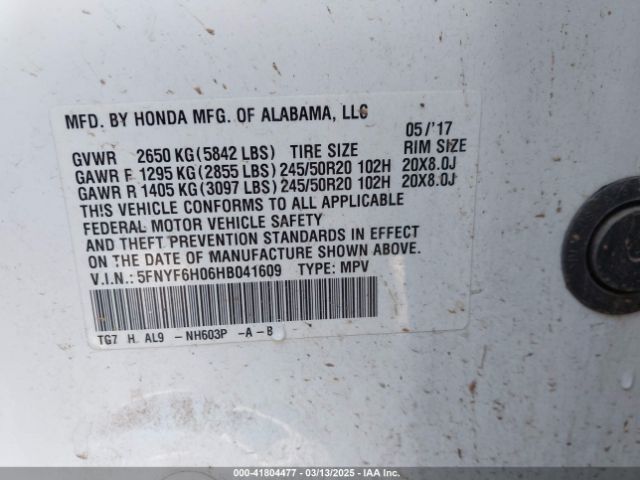 MFD. BY HONDA MFG. OF ALABAMA, LLC
05/'17
GVWR 2650 KG(5842 LBS) TIRE SIZE RIM SIZE
GAWR F 1295 KG(2855 LBS)245/50R20 102H 20X8.0J
GAWR R 1405 KG(3097 LBS)245/50R20 102H 20X8.0J
THIS VEHICLE CONFORMS TO ALL APPLICABLE
FEDERAL MOTOR VEHICLE SAFETY
AND THEFT PREVENTION STANDARDS IN EFFECT
ON THE DATE OF MANUFACTURE SHOWN ABOVE.
V.I.N.: 5FNYF6H06HB041609 TYPE: MPV
TG7 H AL9 - NH603P -A-B -
000-41804477 - 03/13/2025 - IAA Inc.